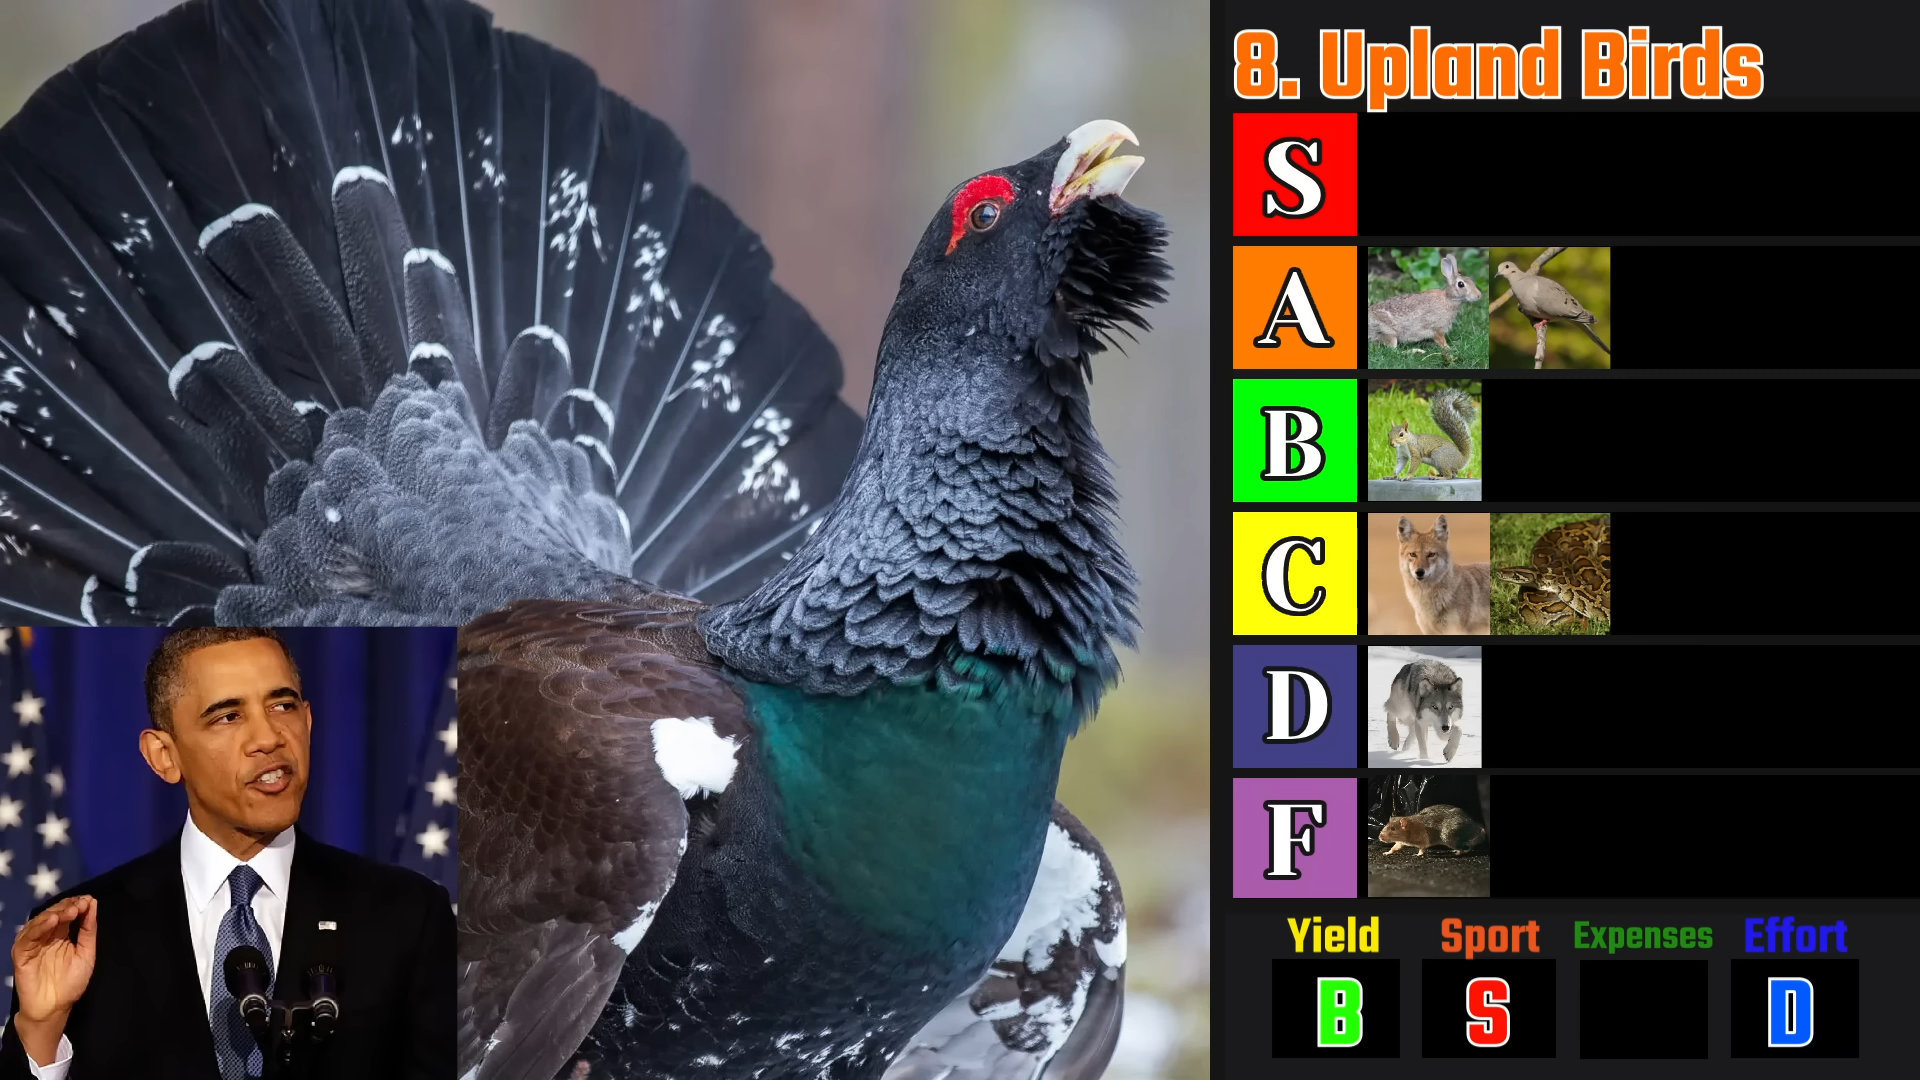 8. Upland Birds
S
A
B
C
D
F
Yield Sport Expenses Effort
B S D